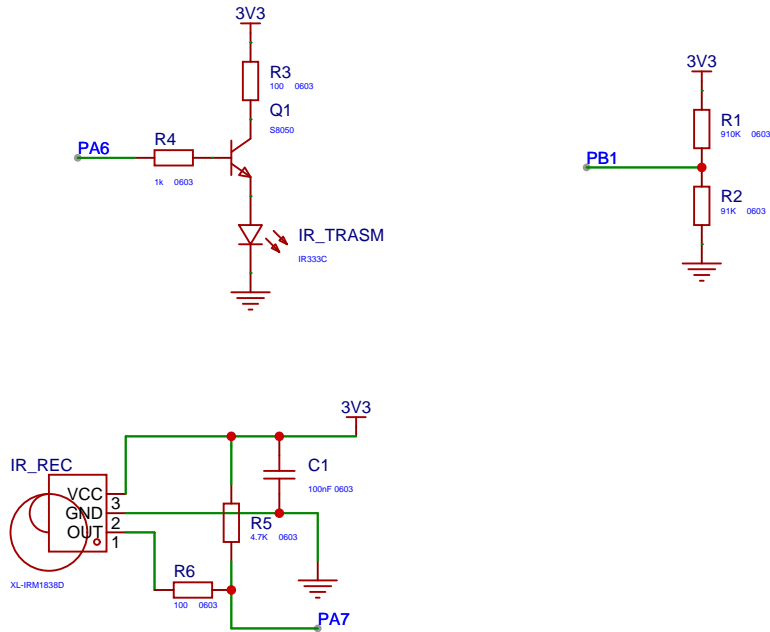 3V3
R3
100 0603
Q1
S8050
PA6
R4
1k 0603
IR_TRASM
IR333C
3V3
R1
910K 0603
PB1
R2
91K 0603
3V3
IR_REC
VCC
3
GND
2
OUT
1
XL-IRM1838D
C1
100nF 0603
R5
4.7K 0603
R6
100 0603
PA7